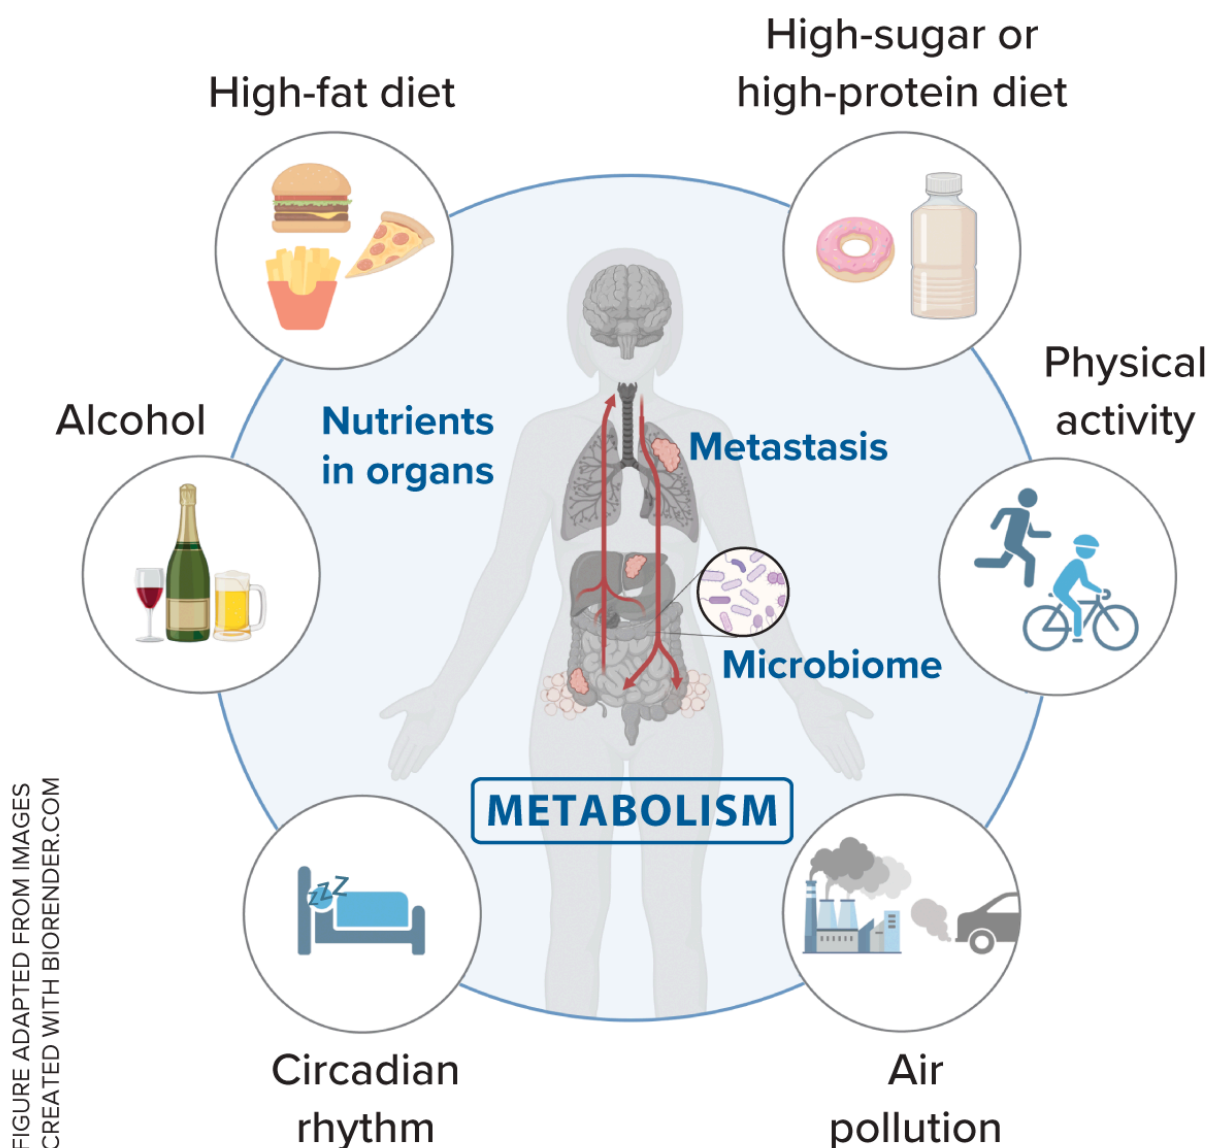 High-sugar or
high-protein diet
High-fat diet
Physical
activity
Alcohol
Nutrients
in organs
Metastasis
Microbiome
METABOLISM
zzz
Circadian
rhythm
Air
pollution
FIGURE ADAPTED FROM IMAGES
CREATED WITH BIORENDER.COM